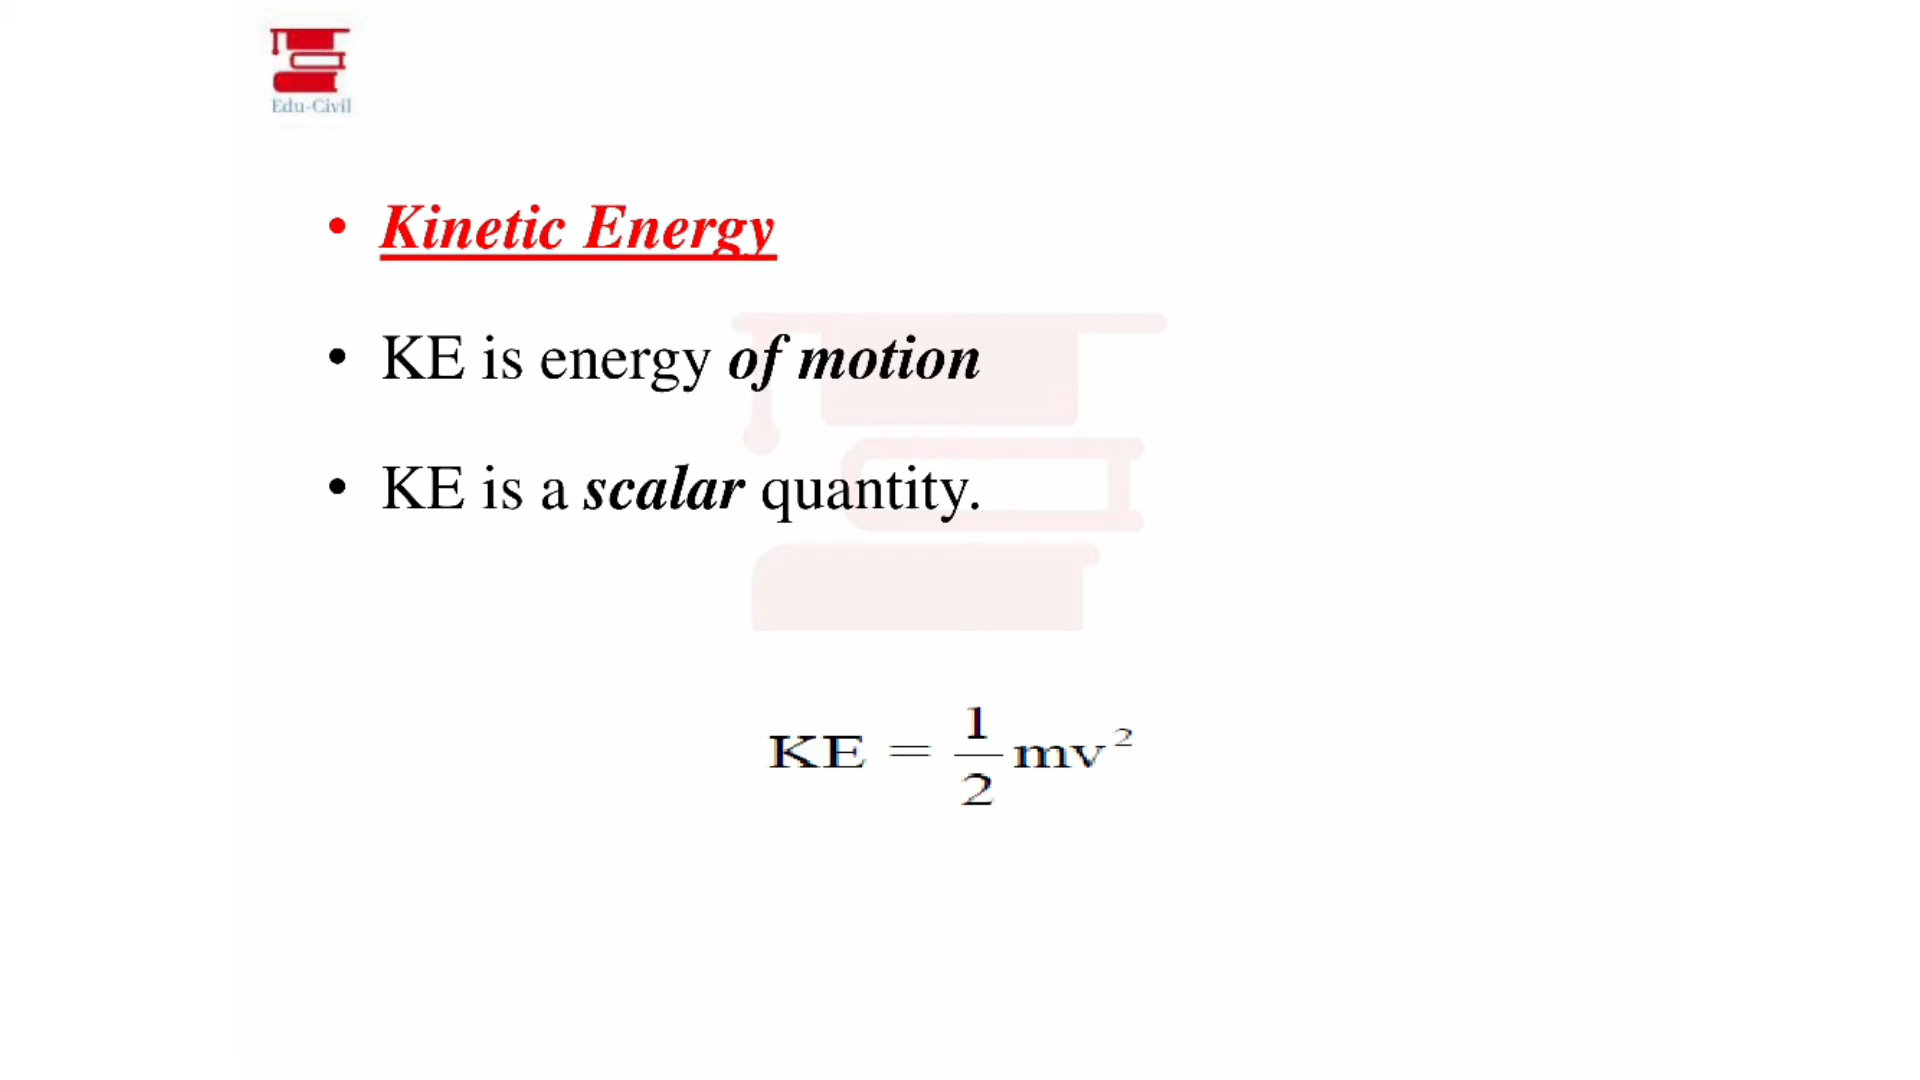 Edu-Civil
• Kinetic Energy
• KE is energy of motion
• KE is a scalar quantity.
KE = 1/2 mv²